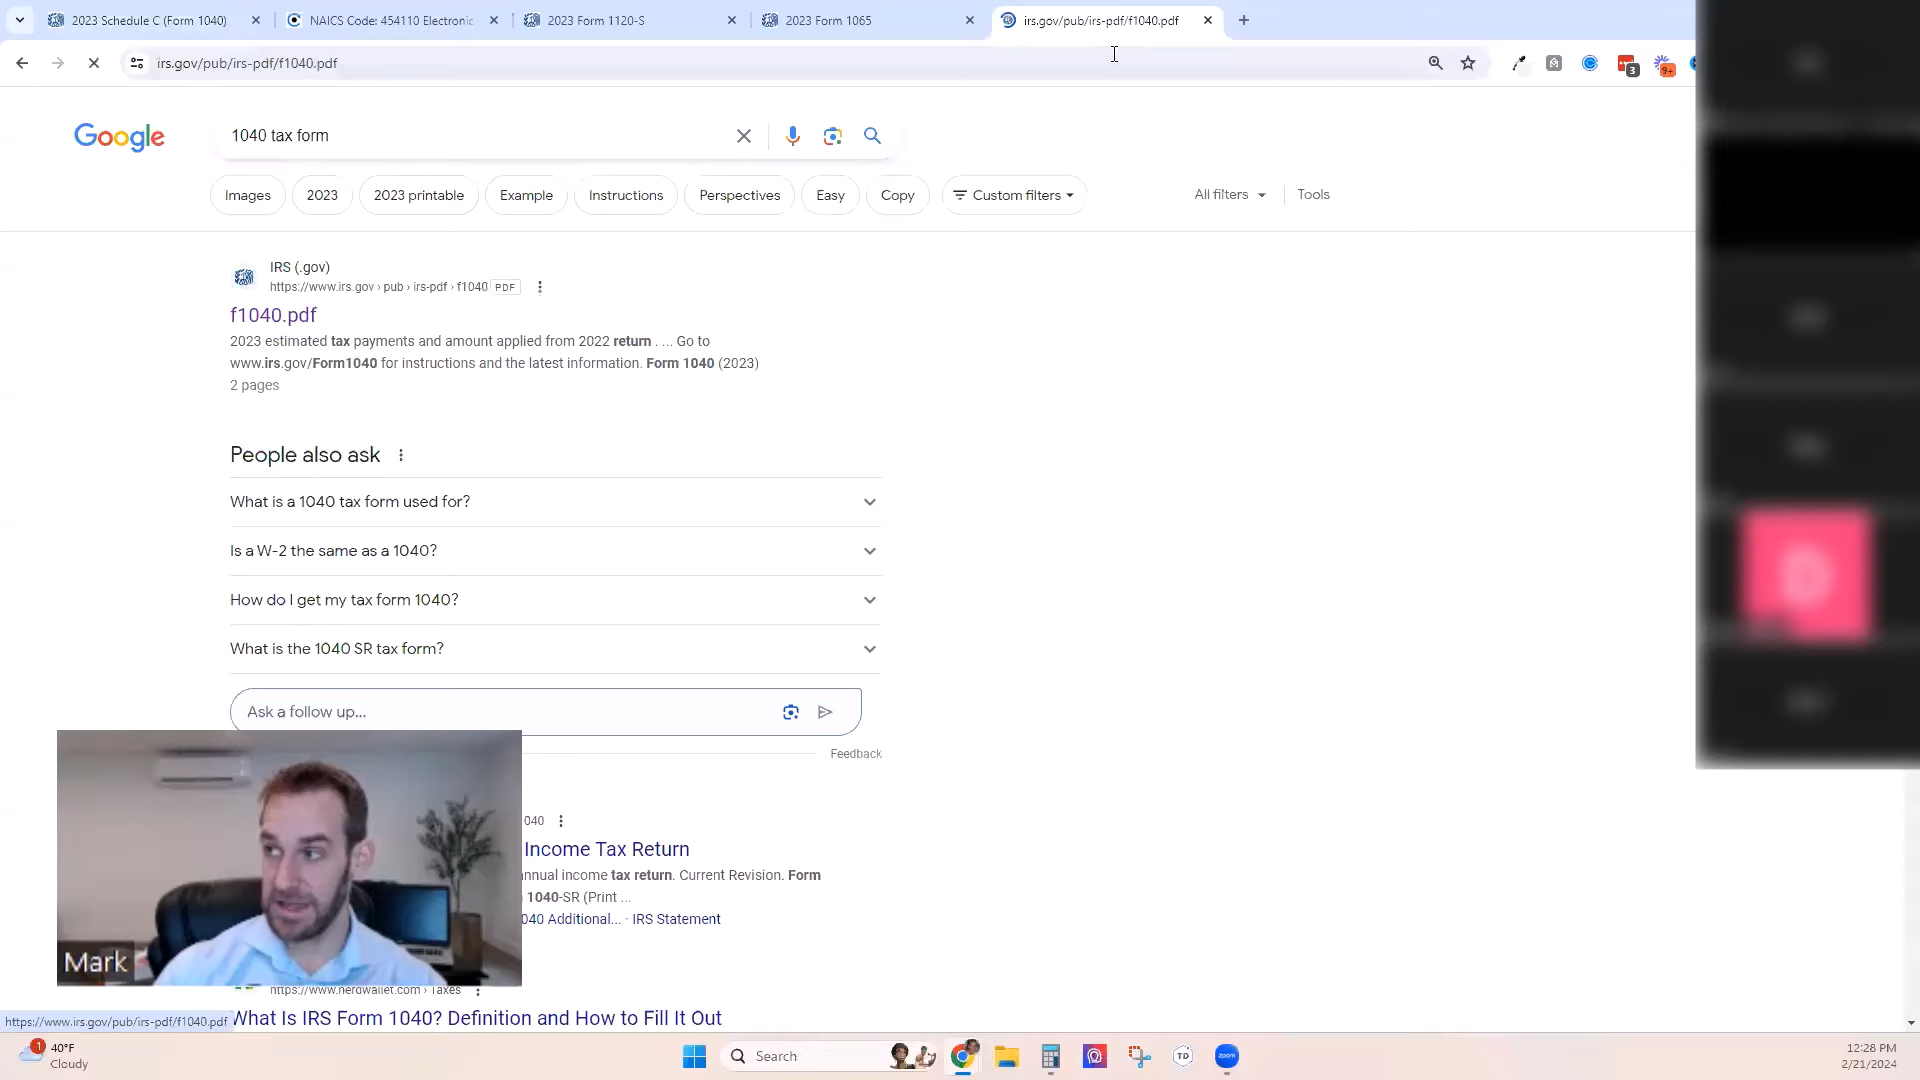 2023 Schedule C (Form 1040)
NAICS Code: 454110 Electronic
2023 Form 1120-S
2023 Form 1065
irs.gov/pub/irs-pdf/f1040.pdf
irs.gov/pub/irs-pdf/f1040.pdf
3
9+
Google
1040 tax form
Images
2023
2023 printable
Example
Instructions
Perspectives
Easy
Copy
Custom filters
All filters
Tools
IRS (.gov)
https://www.irs.gov › pub › irs-pdf › f1040 PDF
f1040.pdf
2023 estimated tax payments and amount applied from 2022 return . ... Go to
www.irs.gov/Form1040 for instructions and the latest information. Form 1040 (2023)
2 pages
People also ask
What is a 1040 tax form used for?
Is a W-2 the same as a 1040?
How do I get my tax form 1040?
What is the 1040 SR tax form?
Ask a follow up...
Feedback
040
Income Tax Return
annual income tax return. Current Revision. Form
1040-SR (Print ...
040 Additional... · IRS Statement
Mark
https://www.nerdwallet.com › Taxes
https://www.irs.gov/pub/irs-pdf/f1040.pdf
What Is IRS Form 1040? Definition and How to Fill It Out
1
40°F
Cloudy
Search
TD
zoom
12:28 PM
2/21/2024